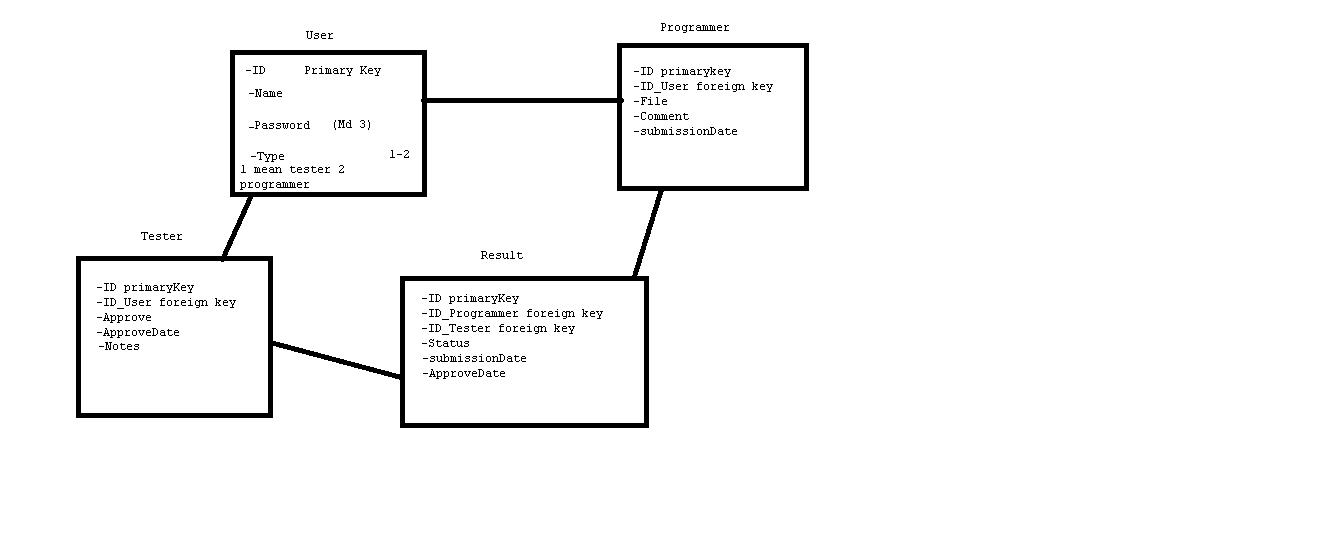 User
-ID Primary Key
-Name
-Password (Md 3)
-Type 1-2
1 mean tester 2
programmer
Programmer
-ID primarykey
-ID_User foreign key
-File
-Comment
-submissionDate
Tester
-ID primaryKey
-ID_User foreign key
-Approve
-ApproveDate
-Notes
Result
-ID primaryKey
-ID_Programmer foreign key
-ID_Tester foreign key
-Status
-submissionDate
-ApproveDate